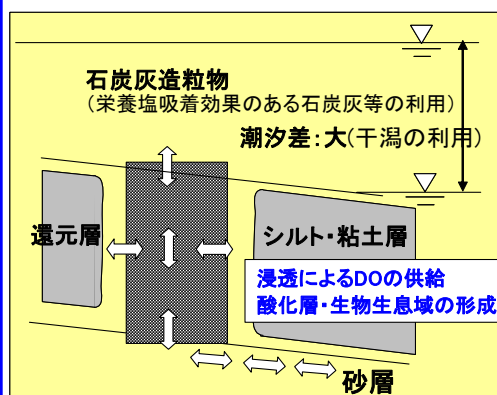 石炭灰造粒物
(栄養塩吸着効果のある石炭灰等の利用)
潮汐差:大(干潟の利用)
還元層
シルト・粘土層
浸透によるDOの供給
酸化層・生物生息域の形成
砂層